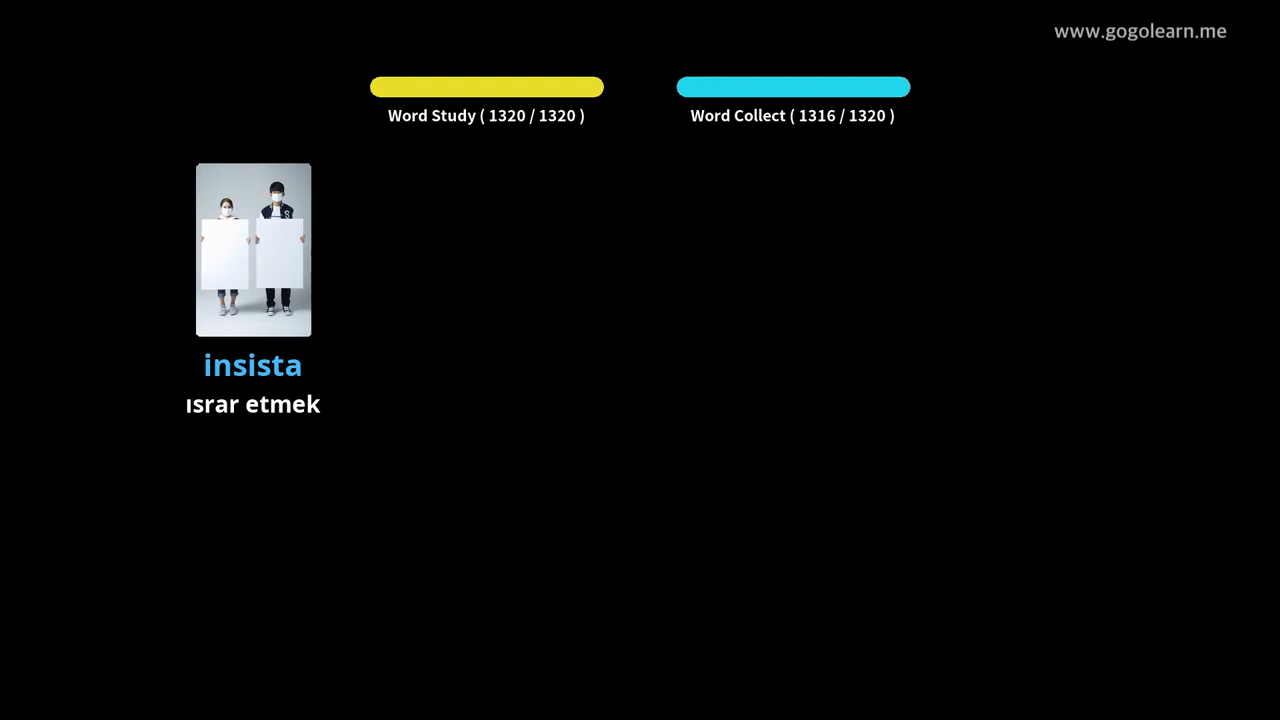 www.gogolearn.me
Word Study ( 1320 / 1320 )
Word Collect ( 1316 / 1320 )
S
insista
ısrar etmek